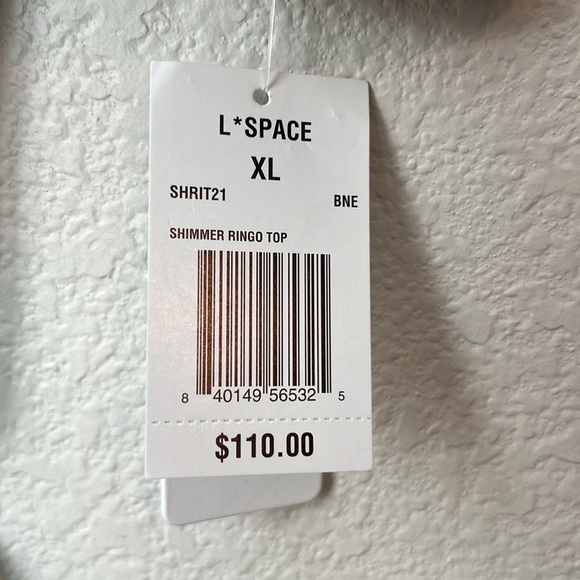 L*SPACE
XL
SHRIT21 BNE
SHIMMER RINGO TOP
8 40149 56532 5
$110.00